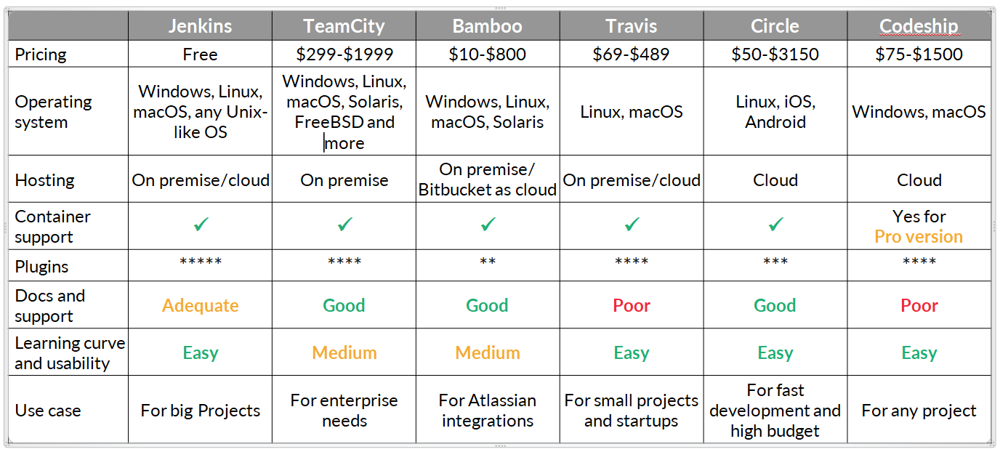 Jenkins TeamCity Bamboo Travis Circle Codeship
Pricing Free $299-$1999 $10-$800 $69-$489 $50-$3150 $75-$1500
Operating
system
Windows, Linux,
macOS, any Unix-
like OS
Windows, Linux,
macOS, Solaris,
FreeBSD and
more
Windows, Linux,
macOS, Solaris
Linux, macOS
Linux, iOS,
Android
Windows, macOS
Hosting
On premise/cloud
On premise
On premise/
Bitbucket as cloud
On premise/cloud
Cloud
Cloud
Container
support
✓ ✓ ✓ ✓ ✓
Yes for
Pro version
Plugins ***** **** ** **** *** ****
Docs and
support
Adequate Good Good Poor Good Poor
Learning curve
and usability
Easy Medium Medium Easy Easy Easy
Use case
For big Projects
For enterprise
needs
For Atlassian
integrations
For small projects
and startups
For fast
development and
high budget
For any project